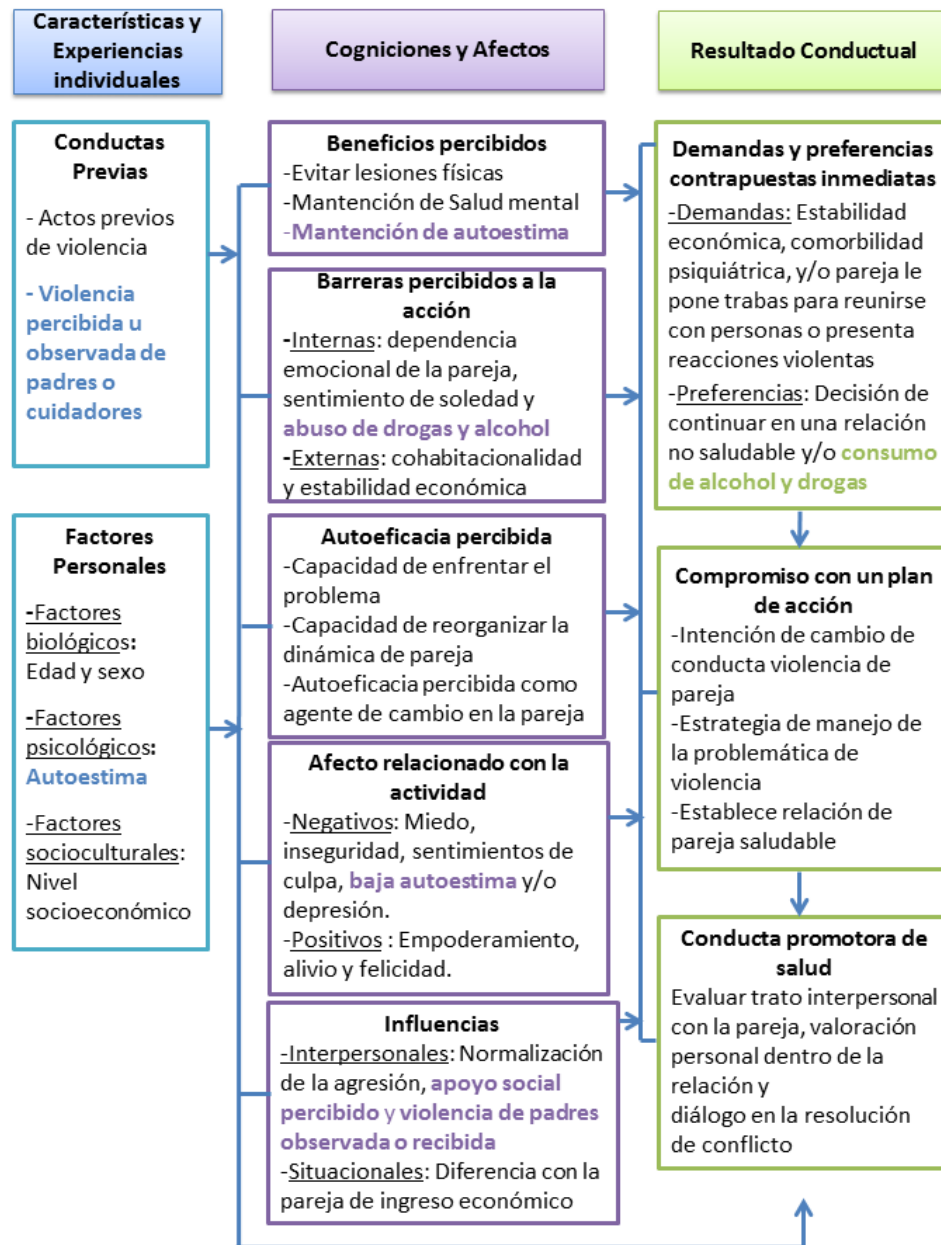 Características y
Experiencias
individuales
Cogniciones y Afectos
Resultado Conductual
Conductas
Previas
- Actos previos
de violencia
- Violencia
percibida u
observada de
padres o
cuidadores
Factores
Personales
-Factores
biológicos:
Edad y sexo
-Factores
psicológicos:
Autoestima
-Factores
socioculturales:
Nivel
socioeconómico
Beneficios percibidos
-Evitar lesiones físicas
-Mantención de Salud mental
-Mantención de autoestima
Barreras percibidos a la
acción
-Internas: dependencia
emocional de la pareja,
sentimiento de soledad y
abuso de drogas y alcohol
-Externas: cohabitacionalidad
y estabilidad económica
Autoeficacia percibida
-Capacidad de enfrentar el
problema
-Capacidad de reorganizar la
dinámica de pareja
-Autoeficacia percibida como
agente de cambio en la pareja
Afecto relacionado con la
actividad
-Negativos: Miedo,
inseguridad, sentimientos de
culpa, baja autoestima y/o
depresión.
-Positivos : Empoderamiento,
alivio y felicidad.
Influencias
-Interpersonales: Normalización
de la agresión, apoyo social
percibido y violencia de padres
observada o recibida
-Situacionales: Diferencia con la
pareja de ingreso económico
Demandas y preferencias
contrapuestas inmediatas
-Demandas: Estabilidad
económica, comorbilidad
psiquiátrica, y/o pareja le
pone trabas para reunirse
con personas o presenta
reacciones violentas
-Preferencias: Decisión de
continuar en una relación
no saludable y/o consumo
de alcohol y drogas
Compromiso con un plan
de acción
-Intención de cambio de
conducta violencia de
pareja
-Estrategia de manejo de
la problemática de
violencia
-Establece relación de
pareja saludable
Conducta promotora de
salud
Evaluar trato interpersonal
con la pareja, valoración
personal dentro de la
relación y
diálogo en la resolución
de conflicto